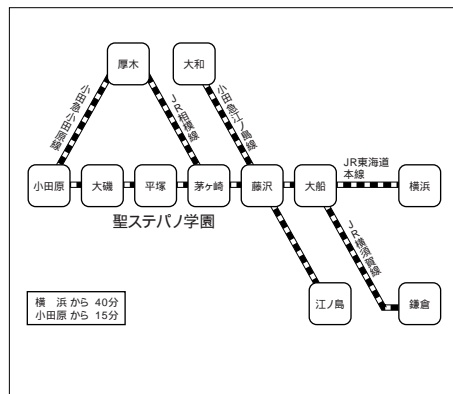 厚木
大和
小田急小田原線
JR相模線
小田急江ノ島線
小田原
大磯
平塚
茅ヶ崎
藤沢
大船
JR東海道
本線
横浜
聖ステパノ学園
JR横須賀線
横 浜 から 40分
小田原 から 15分
江ノ島
鎌倉